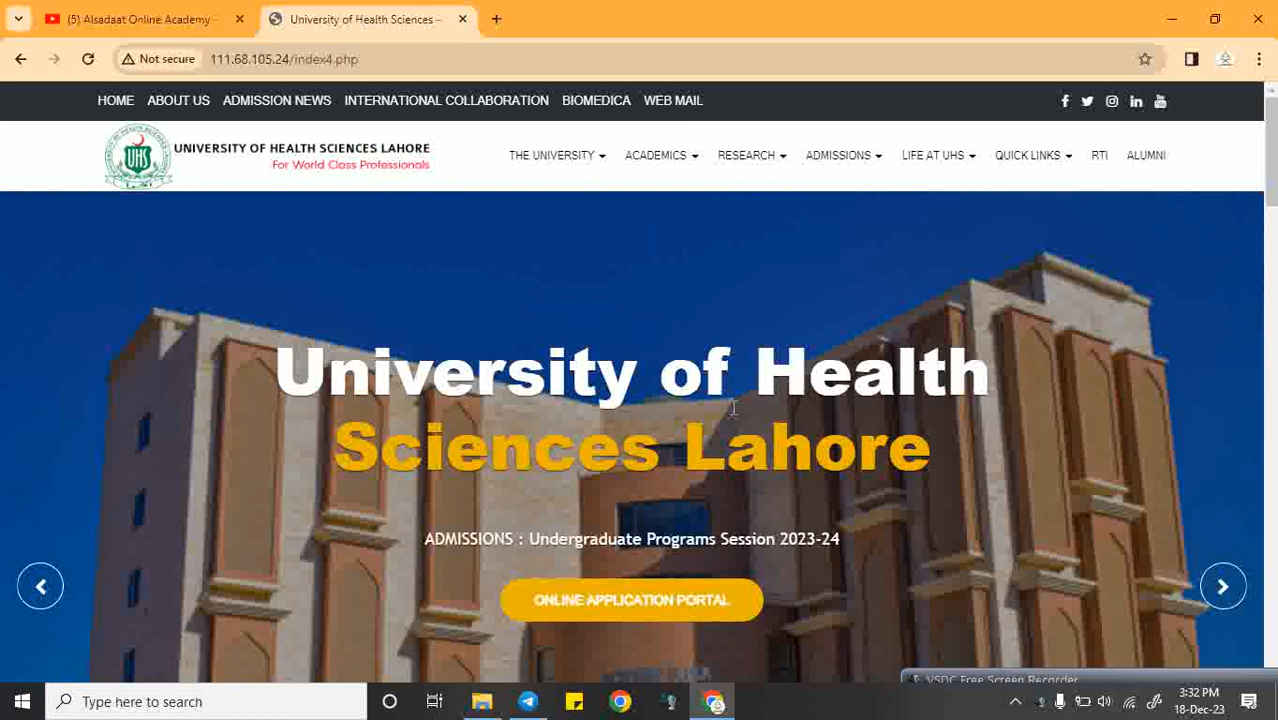 (5) Alsadaat Online Academy -
University of Health Sciences –
Not secure
111.68.105.24/index4.php
HOME ABOUT US ADMISSION NEWS INTERNATIONAL COLLABORATION BIOMEDICA WEB MAIL
UHS
UNIVERSITY OF HEALTH SCIENCES LAHORE
For World Class Professionals
THE UNIVERSITY ACADEMICS RESEARCH ADMISSIONS LIFE AT UHS QUICK LINKS RTI ALUMNI
University of Health
Sciences Lahore
ADMISSIONS : Undergraduate Programs Session 2023-24
ONLINE APPLICATION PORTAL
VSDC Free Screen Recorder
Type here to search
3:32 PM
18-Dec-23